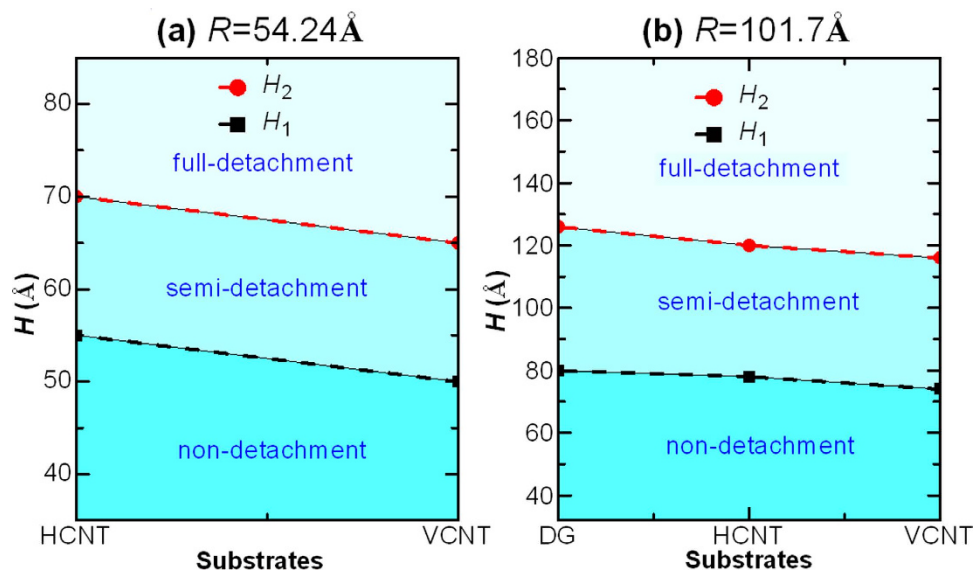 (a) R=54.24Å
H2
H1
full-detachment
semi-detachment
non-detachment
80
70
60
50
40
H (Å)
HCNT
VCNT
Substrates
(b) R=101.7Å
H2
H1
full-detachment
semi-detachment
non-detachment
180
160
140
120
100
80
60
40
H (Å)
DG
HCNT
VCNT
Substrates